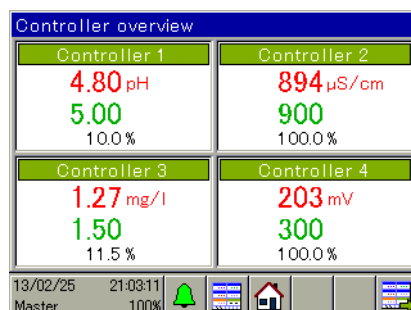 Controller overview
Controller 1
4.80 pH
5.00
10.0 %
Controller 2
894 µS/cm
900
100.0 %
Controller 3
1.27 mg/l
1.50
11.5 %
Controller 4
203 mV
300
100.0 %
13/02/25 21:03:11
Master 100%